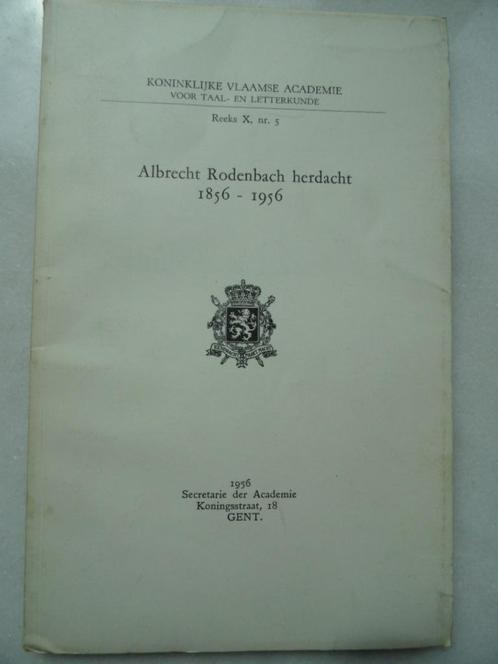 KONINKLIJKE VLAAMSE ACADEMIE
VOOR TAAL- EN LETTERKUNDE
Reeks X, nr. 5
Albrecht Rodenbach herdacht
1856 - 1956
1956
Secretarie der Academie
Koningsstraat, 18
GENT.